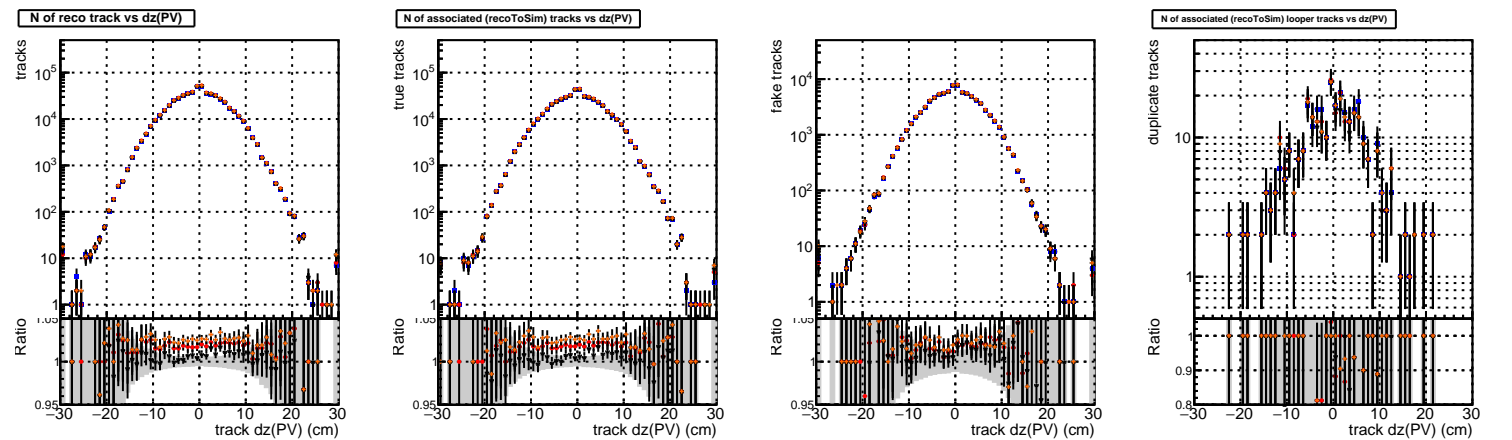 N of reco track vs dz(PV)
tracks
10^5
10^4
10^3
10^2
10
1
1.05
Ratio
1
0.95
−30 −20 −10 0 10 20 30
track dz(PV) (cm)
N of associated (recoToSim) tracks vs dz(PV)
true tracks
10^5
10^4
10^3
10^2
10
1
1.05
Ratio
1
0.95
−30 −20 −10 0 10 20 30
track dz(PV) (cm)
fake tracks
10^4
10^3
10^2
10
1
1.05
Ratio
1
0.95
−30 −20 −10 0 10 20 30
track dz(PV) (cm)
N of associated (recoToSim) looper tracks vs dz(PV)
duplicate tracks
10
1
Ratio
1
0.9
0.8
−30 −20 −10 0 10 20 30
track dz(PV) (cm)